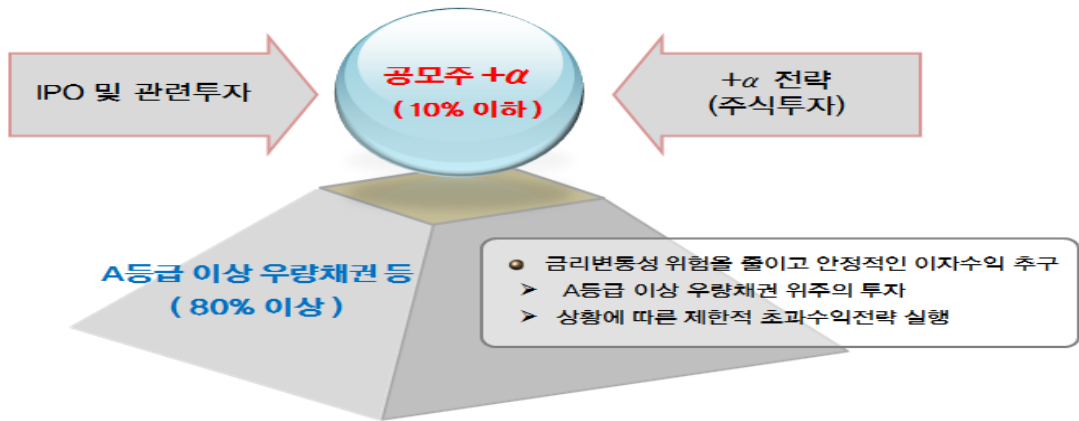 IPO 및 관련투자
공모주 +α
(10% 이하)
+α 전략
(주식투자)
A등급 이상 우량채권 등
( 80% 이상 )
금리변동성 위험을 줄이고 안정적인 이자수익 추구
A등급 이상 우량채권 위주의 투자
상황에 따른 제한적 초과수익전략 실행